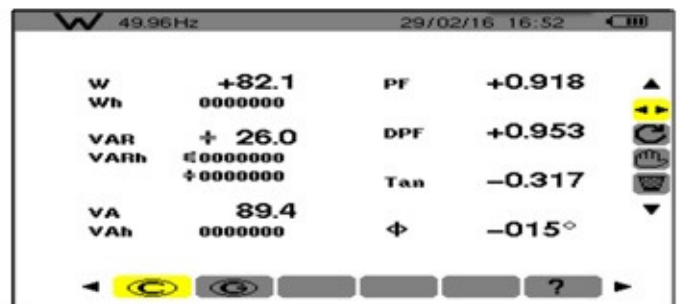 W 49.96Hz 29/02/16 16:52
W +82.1 PF +0.918
Wh 0000000
VAR ⏚ 26.0 DPF +0.953
VARh 0000000
0000000 Tan −0.317
VA 89.4
VAh 0000000 Φ −015°
?